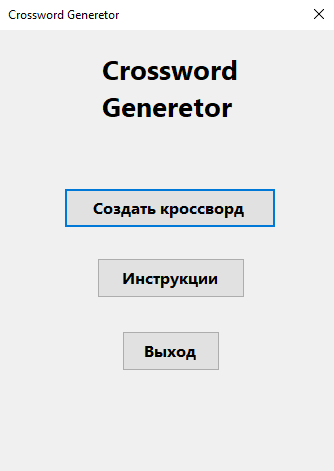 Crossword Generetor
Crossword
Generetor
Создать кроссворд
Инструкции
Выход